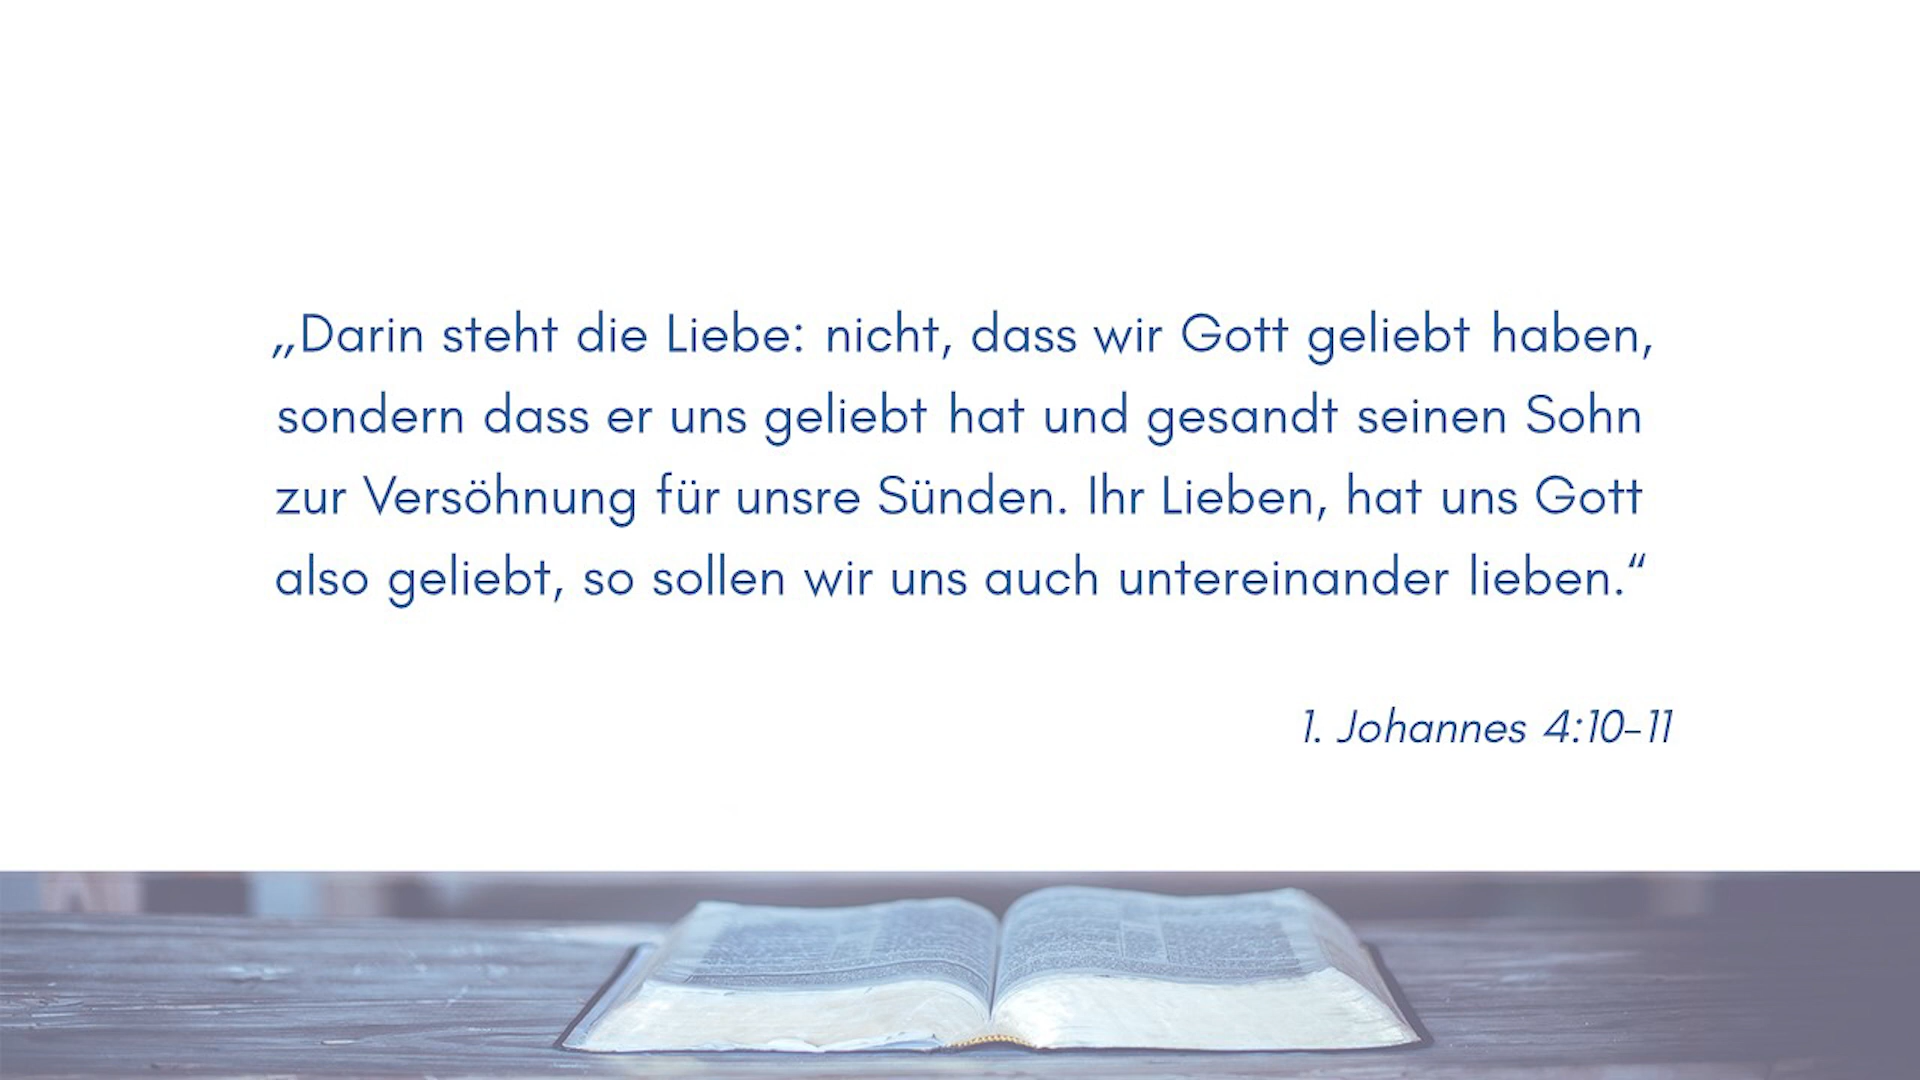 „Darin steht die Liebe: nicht, dass wir Gott geliebt haben,
sondern dass er uns geliebt hat und gesandt seinen Sohn
zur Versöhnung für unsre Sünden. Ihr Lieben, hat uns Gott
also geliebt, so sollen wir uns auch untereinander lieben.“
1. Johannes 4:10-11